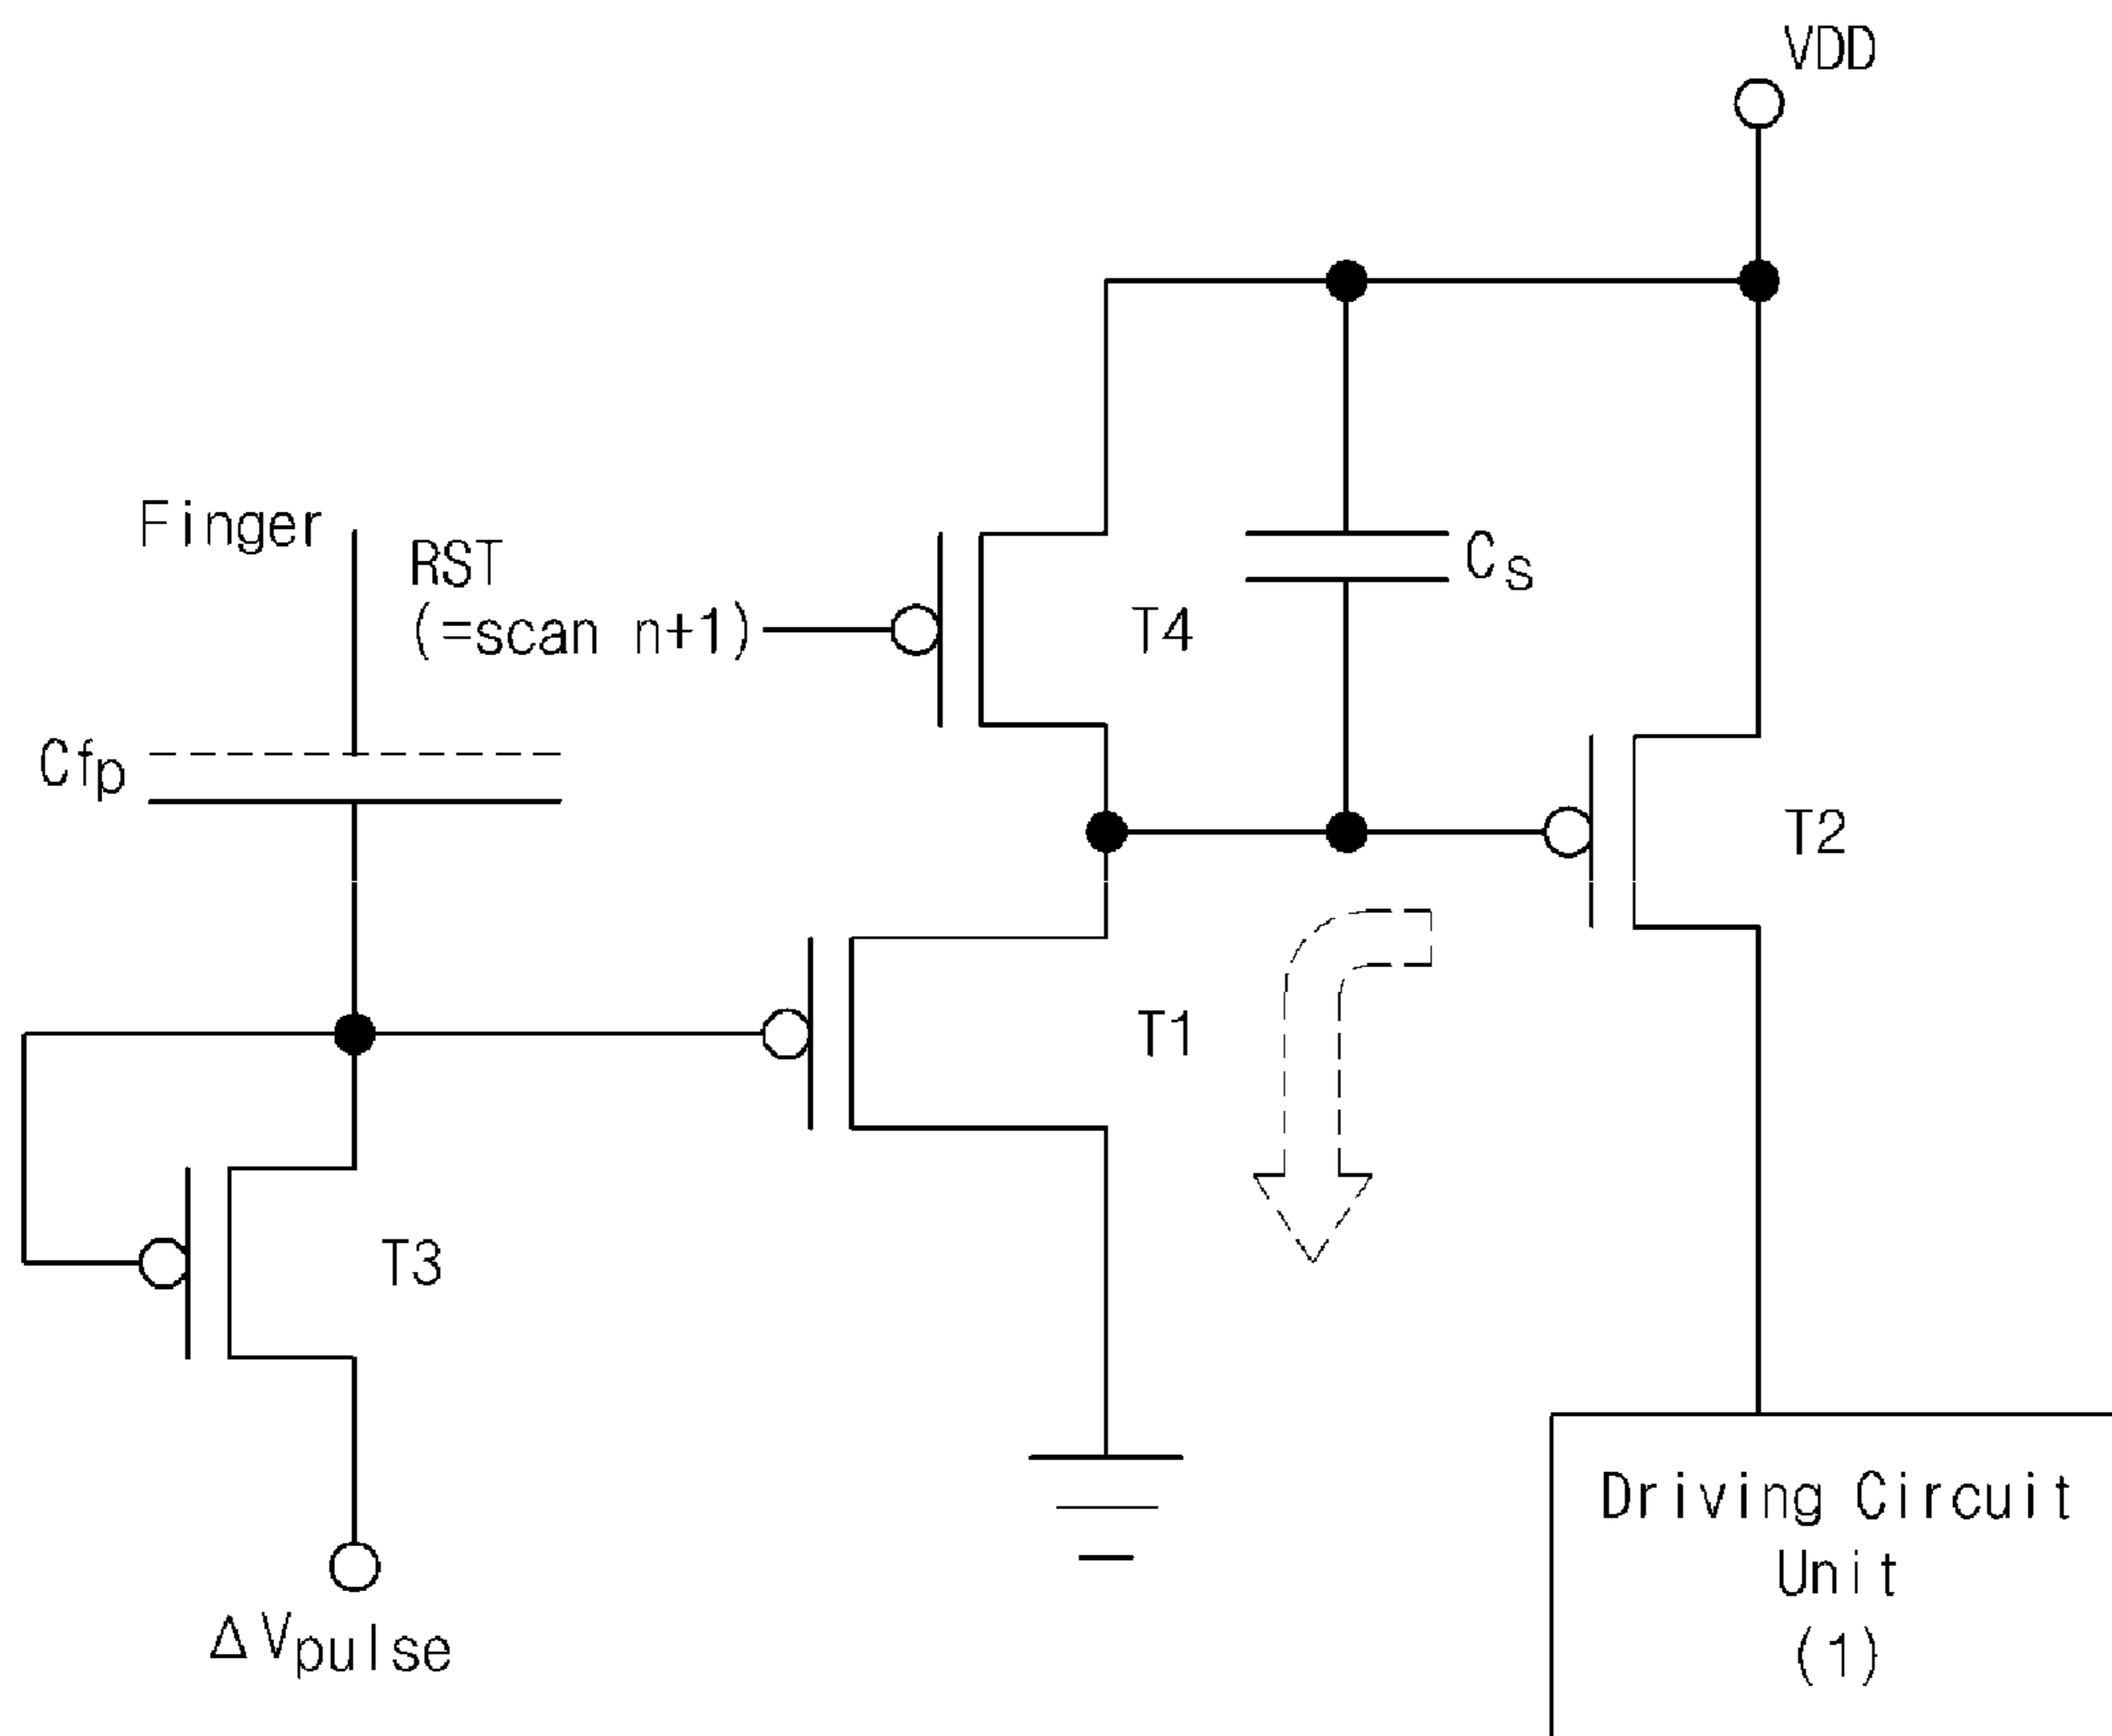 VDD
Finger
RST
(=scan n+1)
T4
Cs
Cfp
T2
T1
T3
ΔVpulse
Driving Circuit
Unit
(1)